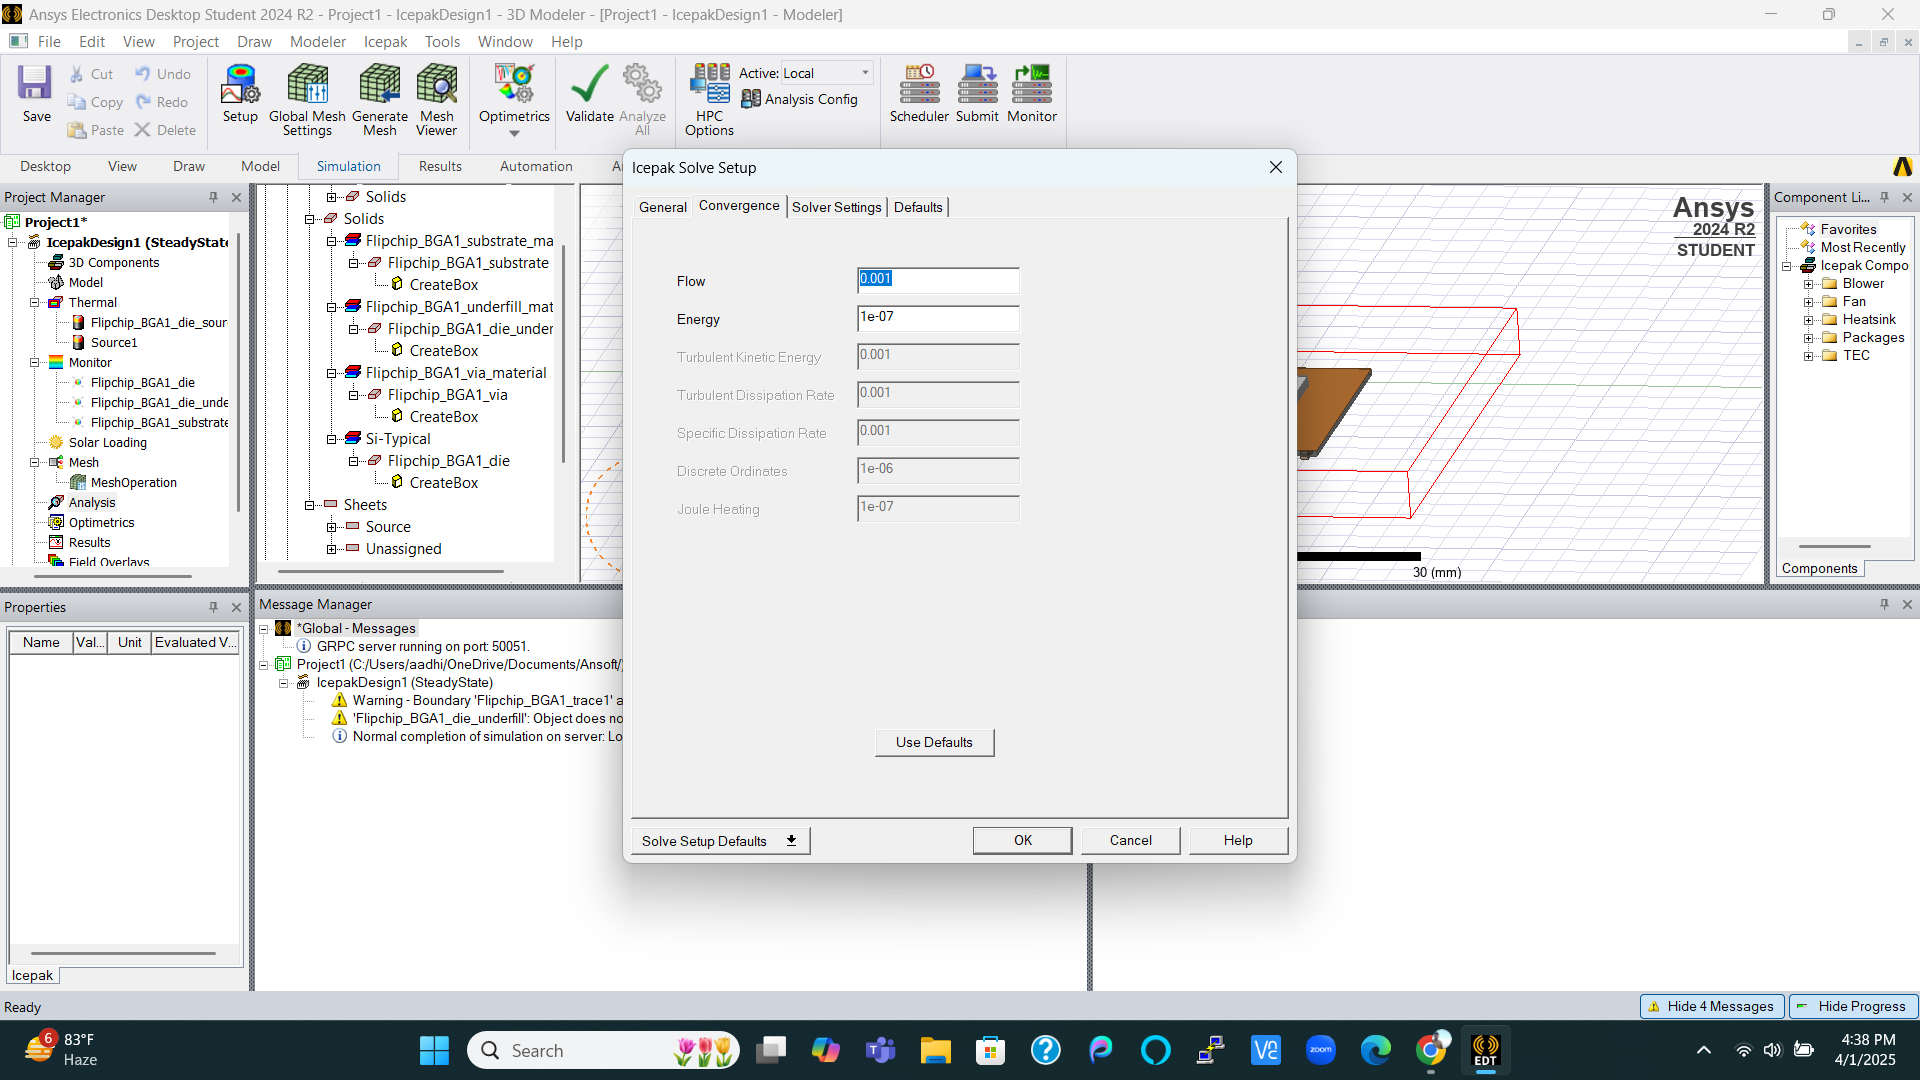 Ansys Electronics Desktop Student 2024 R2 - Project1 - IcepakDesign1 - 3D Modeler - [Project1 - IcepakDesign1 - Modeler]
File Edit View Project Draw Modeler Icepak Tools Window Help
Save
Cut
Copy
Paste
Undo
Redo
Delete
Setup
Global Mesh Settings
Generate Mesh
Mesh Viewer
Optimetrics
Validate
Analyze All
HPC Options
Active: Local
Analysis Config
Scheduler
Submit
Monitor
Desktop View Draw Model Simulation Results Automation
Project Manager
Project1*
IcepakDesign1 (SteadyState
3D Components
Model
Thermal
Flipchip_BGA1_die_sour
Source1
Monitor
Flipchip_BGA1_die
Flipchip_BGA1_die_unde
Flipchip_BGA1_substrate
Solar Loading
Mesh
MeshOperation
Analysis
Optimetrics
Results
Field Overlays
Solids
Solids
Flipchip_BGA1_substrate_ma
Flipchip_BGA1_substrate
CreateBox
Flipchip_BGA1_underfill_mat
Flipchip_BGA1_die_under
CreateBox
Flipchip_BGA1_via_material
Flipchip_BGA1_via
CreateBox
Si-Typical
Flipchip_BGA1_die
CreateBox
Sheets
Source
Unassigned
Icepak Solve Setup
General Convergence Solver Settings Defaults
Flow 0.001
Energy 1e-07
Turbulent Kinetic Energy 0.001
Turbulent Dissipation Rate 0.001
Specific Dissipation Rate 0.001
Discrete Ordinates 1e-06
Joule Heating 1e-07
Use Defaults
Solve Setup Defaults
OK Cancel Help
Ansys
2024 R2
STUDENT
30 (mm)
Component Li...
Favorites
Most Recently
Icepak Compo
Blower
Fan
Heatsink
Packages
TEC
Components
Properties
Name Val... Unit Evaluated V...
Icepak
Message Manager
*Global - Messages
GRPC server running on port: 50051.
Project1 (C:/Users/aadhi/OneDrive/Documents/Ansoft/
IcepakDesign1 (SteadyState)
Warning - Boundary 'Flipchip_BGA1_trace1' a
'Flipchip_BGA1_die_underfill': Object does no
Normal completion of simulation on server: Lo
Ready
Hide 4 Messages
Hide Progress
6
83°F
Haze
Search
zoom
EDT
4:38 PM
4/1/2025